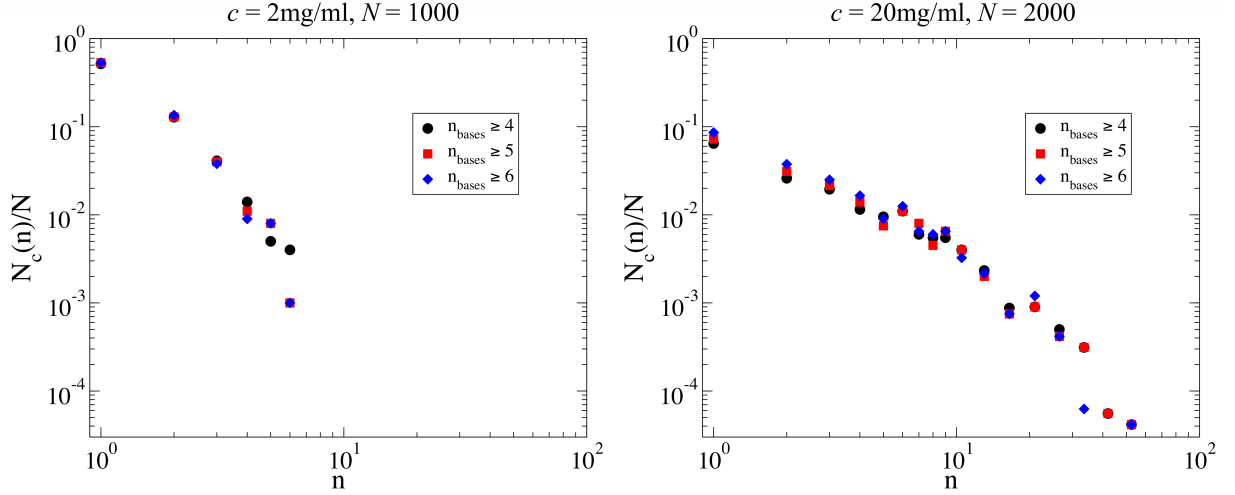 c = 2mg/ml, N = 1000
10^0
10^-1
10^-2
10^-3
10^-4
N_c(n)/N
n_bases ≥ 4
n_bases ≥ 5
n_bases ≥ 6
10^0
10^1
10^2
n
c = 20mg/ml, N = 2000
10^0
10^-1
10^-2
10^-3
10^-4
N_c(n)/N
n_bases ≥ 4
n_bases ≥ 5
n_bases ≥ 6
10^0
10^1
10^2
n